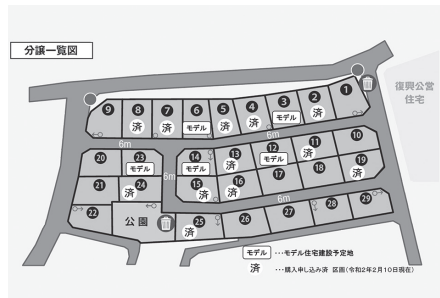 分譲一覧図
復興公営
住宅
1
2
済
3
モデル
4
済
5
済
6
モデル
7
済
8
済
9
6m
10
11
済
12
モデル
13
済
14
モデル
15
済
16
済
17
18
19
済
20
21
22
23
モデル
24
済
6m
6m
公園
25
済
26
27
28
29
モデル …モデル住宅建設予定地
済 …購入申し込み済 区画(令和2年2月10日現在)